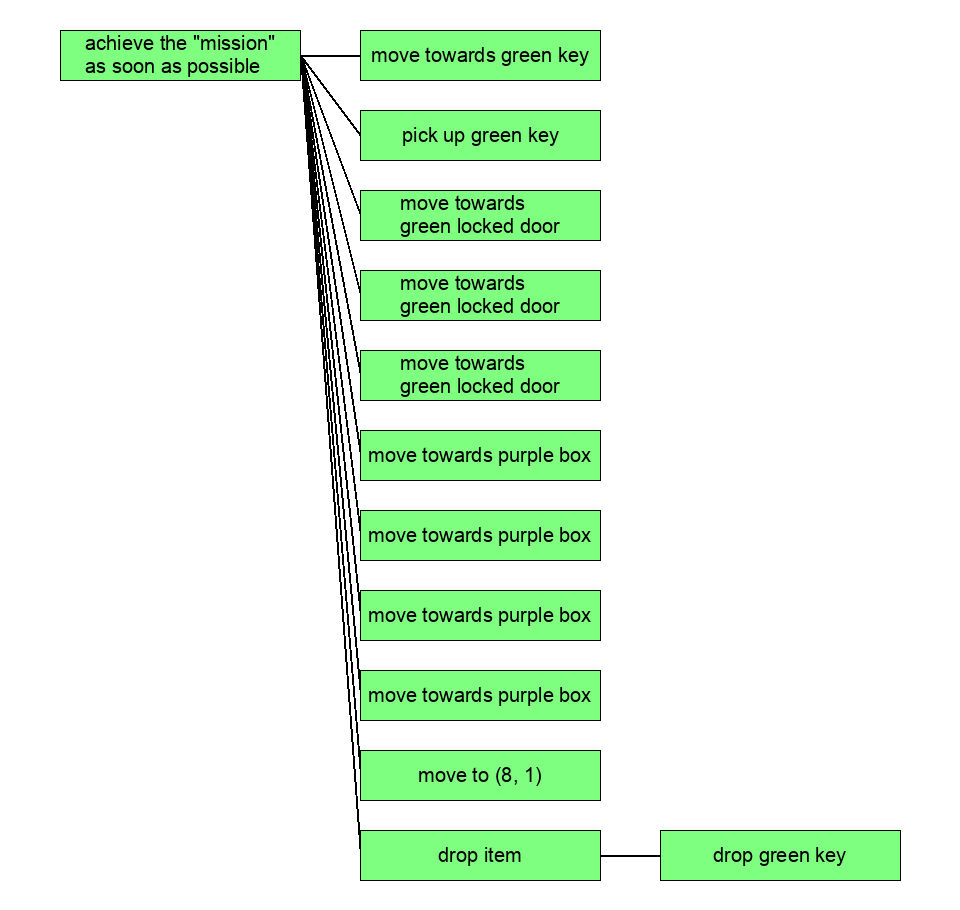 achieve the "mission"
as soon as possible
move towards green key
pick up green key
move towards
green locked door
move towards
green locked door
move towards
green locked door
move towards purple box
move towards purple box
move towards purple box
move towards purple box
move to (8, 1)
drop item
drop green key